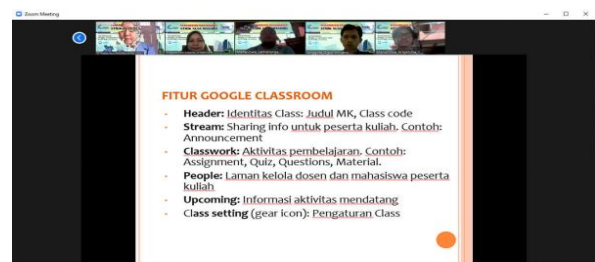 Zoom Meeting
FITUR GOOGLE CLASSROOM
- Header: Identitas Class: Judul MK, Class code
- Stream: Sharing info untuk peserta kuliah. Contoh:
Announcement
- Classwork: Aktivitas pembelajaran. Contoh:
Assignment, Quiz, Questions, Material.
- People: Laman kelola dosen dan mahasiswa peserta
kuliah
- Upcoming: Informasi aktivitas mendatang
- Class setting (gear icon): Pengaturan Class